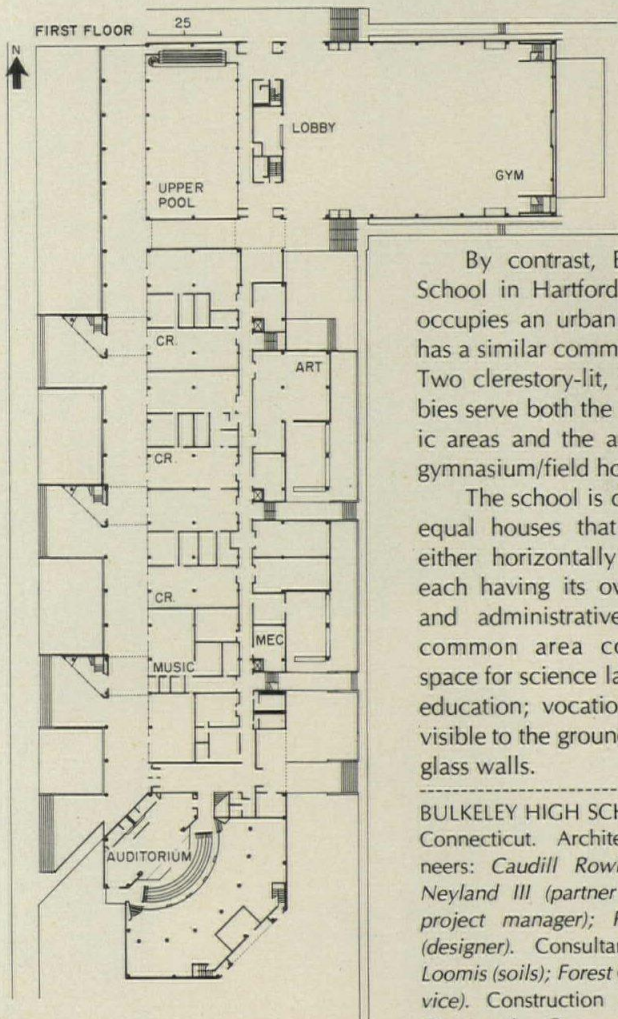 FIRST FLOOR
25
N
LOBBY
UPPER
POOL
GYM
CR.
ART
CR.
CR.
MEC
MUSIC
AUDITORIUM
By contrast,
School in Hartford
occupies an urban
has a similar comm
Two clerestory-lit,
bies serve both the
ic areas and the a
gymnasium/field ho
The school is
equal houses that
either horizontally
each having its ov
and administrative
common area co
space for science la
education; vocatio
visible to the ground
glass walls.
BULKELEY HIGH SCH
Connecticut. Archite
neers: Caudill Row
Neyland III (partner
project manager);
(designer). Consulta
Loomis (soils); Forest
vice). Construction